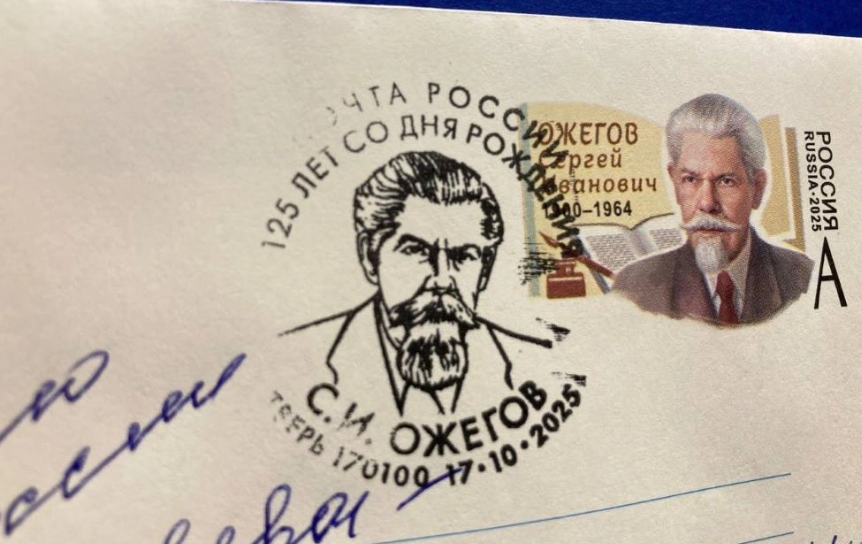 ПОЧТА РОССИИ
125 ЛЕТ СО ДНЯ РОЖДЕНИЯ
С.И. ОЖЕГОВ
ТВЕРЬ 170100 17·10·2025
ОЖЕГОВ
Сергей
Иванович
1900–1964
РОССИЯ
RUSSIA·2025
А